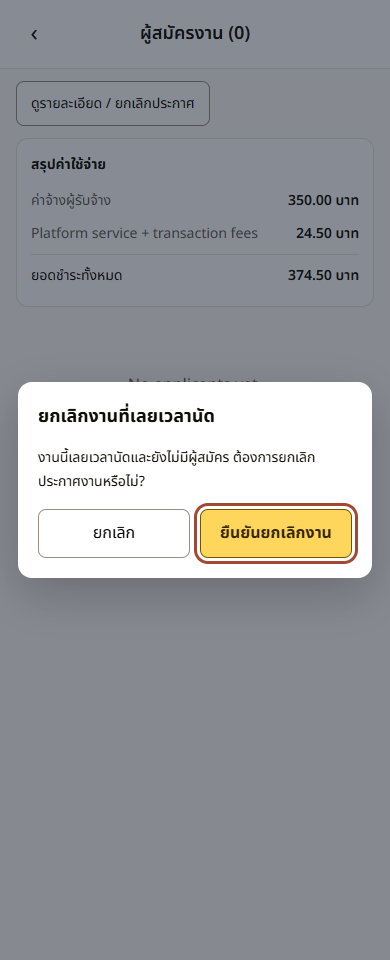 ผู้สมัครงาน (0)
ดูรายละเอียด / ยกเลิกประกาศ
สรุปค่าใช้จ่าย
ค่าจ้างผู้รับจ้าง 350.00 บาท
Platform service + transaction fees 24.50 บาท
ยอดชำระทั้งหมด 374.50 บาท
ยกเลิกงานที่เลยเวลานัด
งานนี้เลยเวลานัดและยังไม่มีผู้สมัคร ต้องการยกเลิก
ประกาศงานหรือไม่?
ยกเลิก ยืนยันยกเลิกงาน